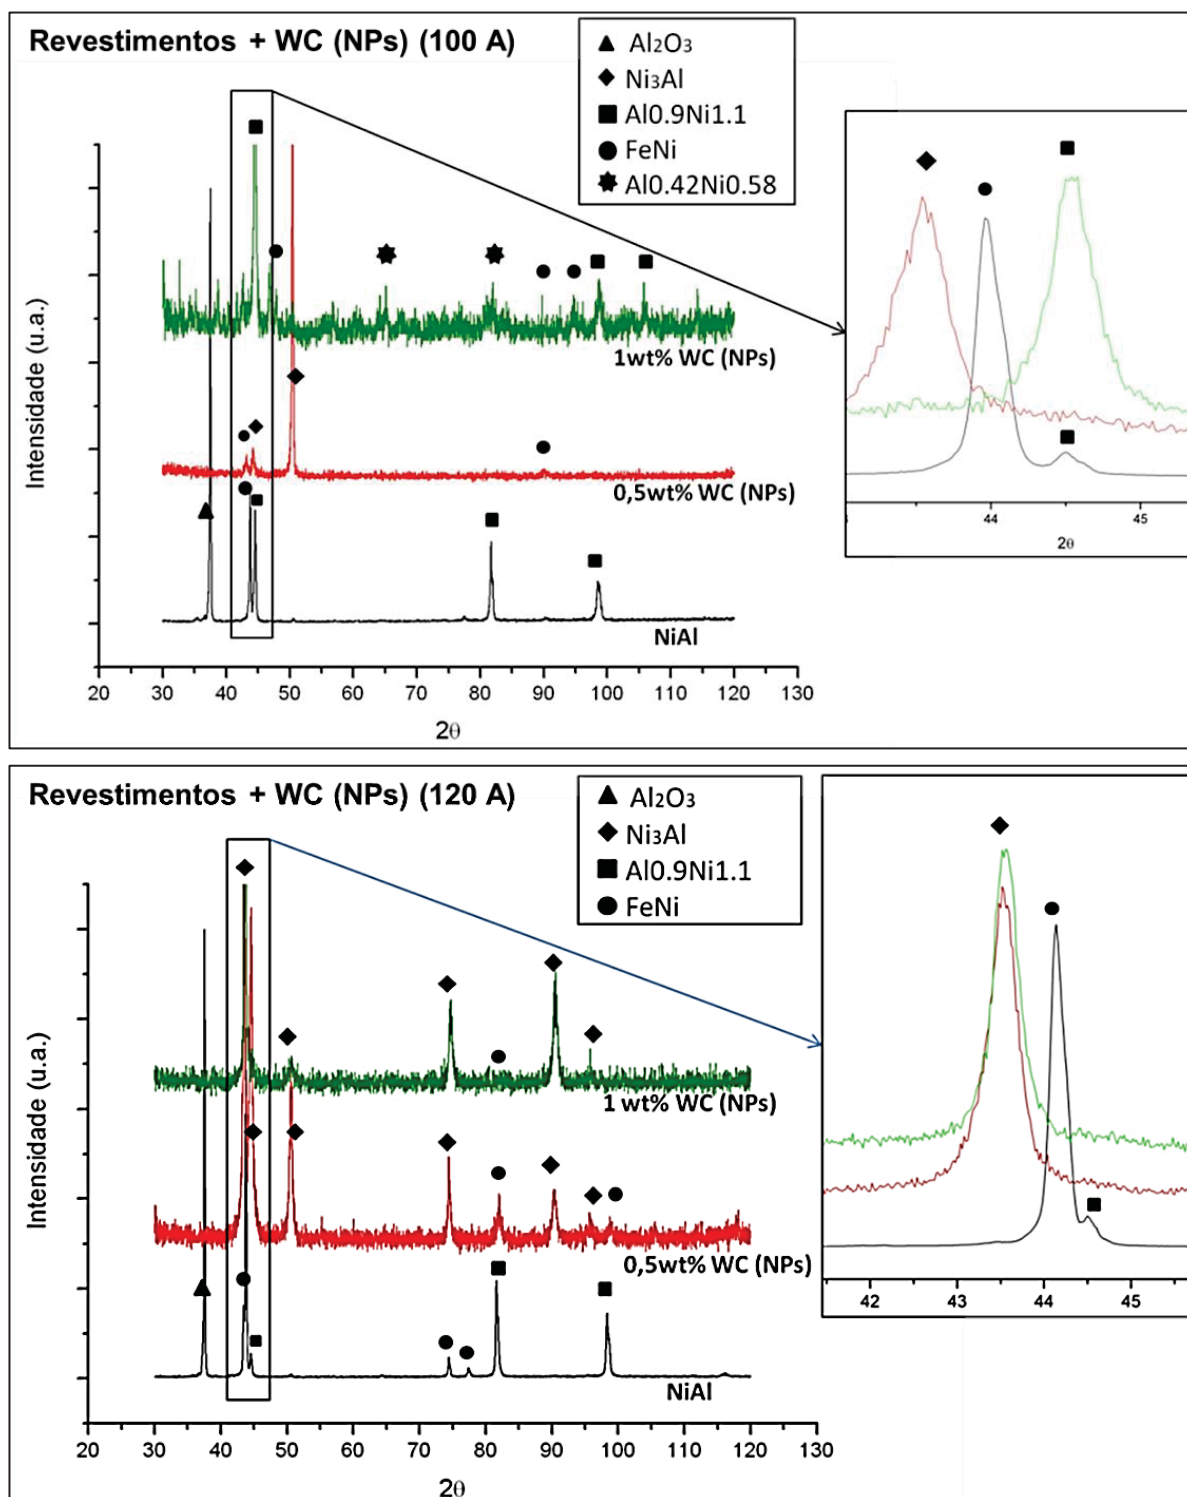 Revestimentos + WC (NPs) (100 A)
Al2O3
Ni3Al
Al0.9Ni1.1
FeNi
Al0.42Ni0.58
Intensidade (u.a.)
1wt% WC (NPs)
0,5wt% WC (NPs)
NiAl
20 30 40 50 60 70 80 90 100 110 120 130
2θ
44 45
2θ
Revestimentos + WC (NPs) (120 A)
Al2O3
Ni3Al
Al0.9Ni1.1
FeNi
Intensidade (u.a.)
1 wt% WC (NPs)
0,5wt% WC (NPs)
NiAl
20 30 40 50 60 70 80 90 100 110 120 130
2θ
42 43 44 45